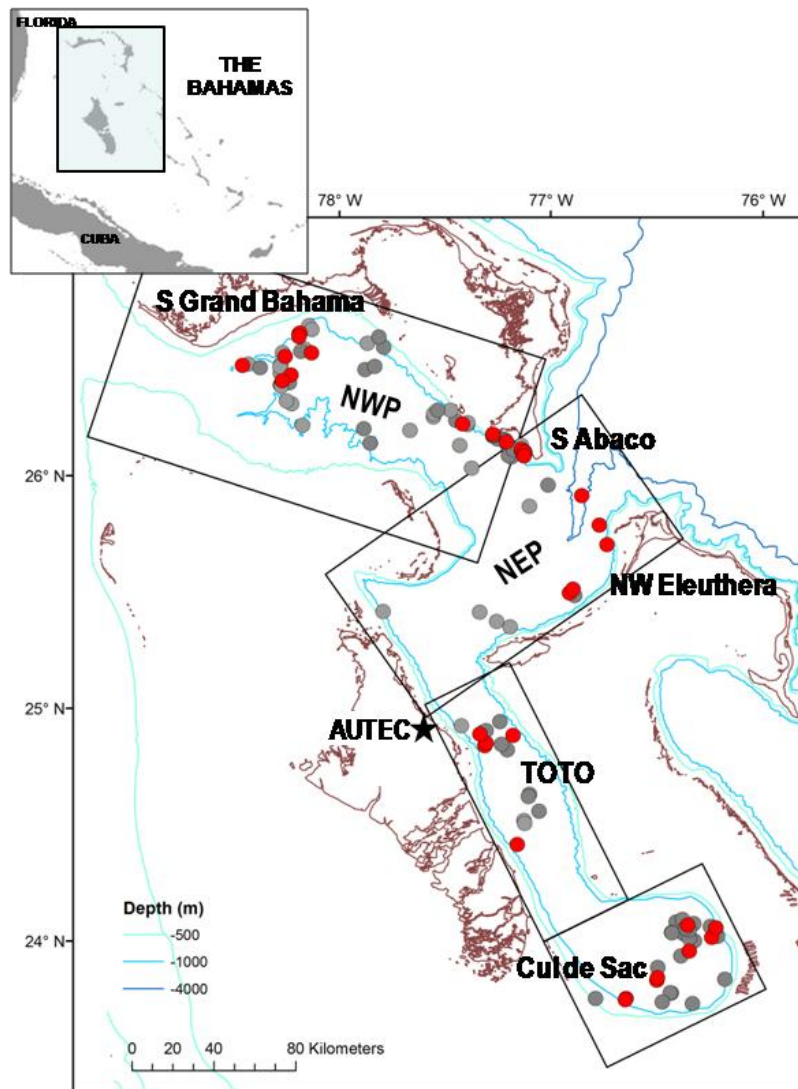 FLORIDA
THE
BAHAMAS
CUBA
78° W
77° W
76° W
S Grand Bahama
NWP
S Abaco
26° N
NEP
NW Eleuthera
25° N
AUTEC
TOTO
Depth (m)
-500
-1000
-4000
24° N
Cul de Sac
0 20 40 80 Kilometers